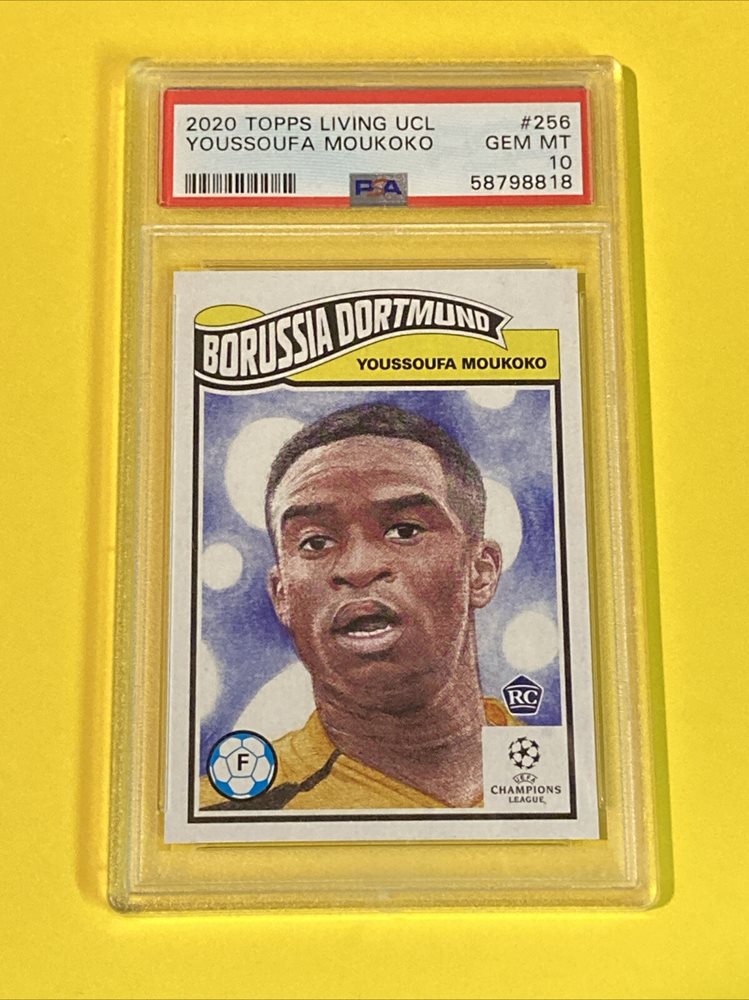 2020 TOPPS LIVING UCL #256
YOUSSOUFA MOUKOKO GEM MT
10
PSA 58798818
BORUSSIA DORTMUND
YOUSSOUFA MOUKOKO
RC
F
UEFA
CHAMPIONS
LEAGUE